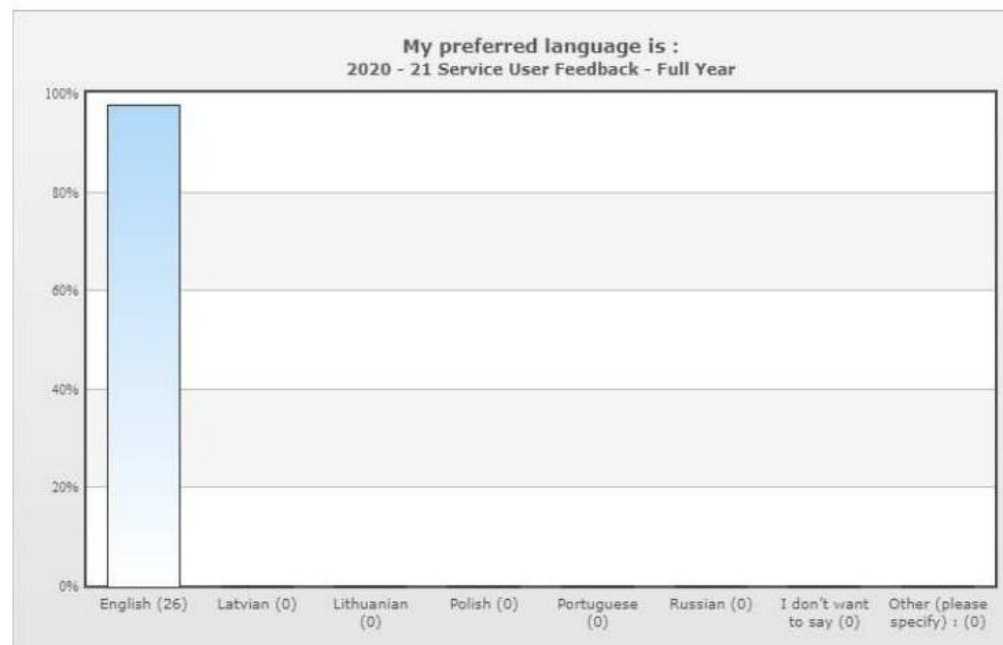 My preferred language is :
2020 - 21 Service User Feedback - Full Year
100%
80%
60%
40%
20%
0%
English (26)
Latvian (0)
Lithuanian
(0)
Polish (0)
Portuguese
(0)
Russian (0)
I don't want
to say (0)
Other (please
specify) : (0)